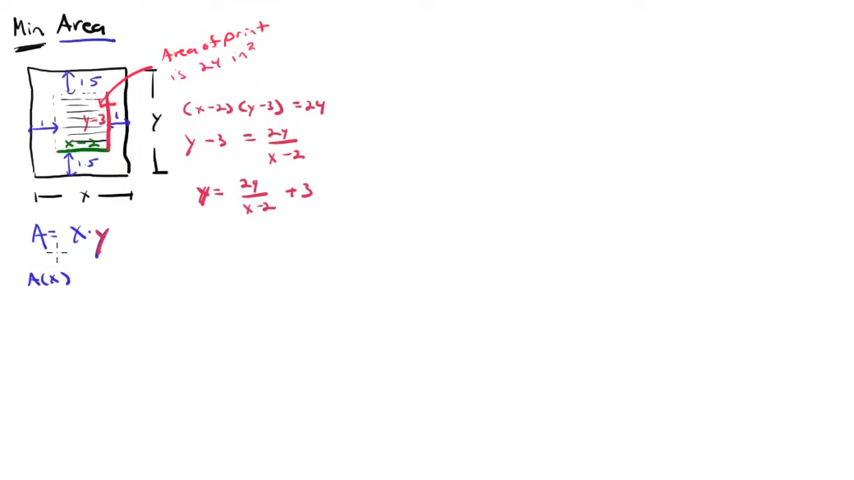 Min Area
Area of print
is 24 in²
1.5
y-3
1
1
x-2
1.5
y
x
(x-2)(y-3) = 24
y-3 = 24/(x-2)
y = 24/(x-2) + 3
A = x·y
A(x)